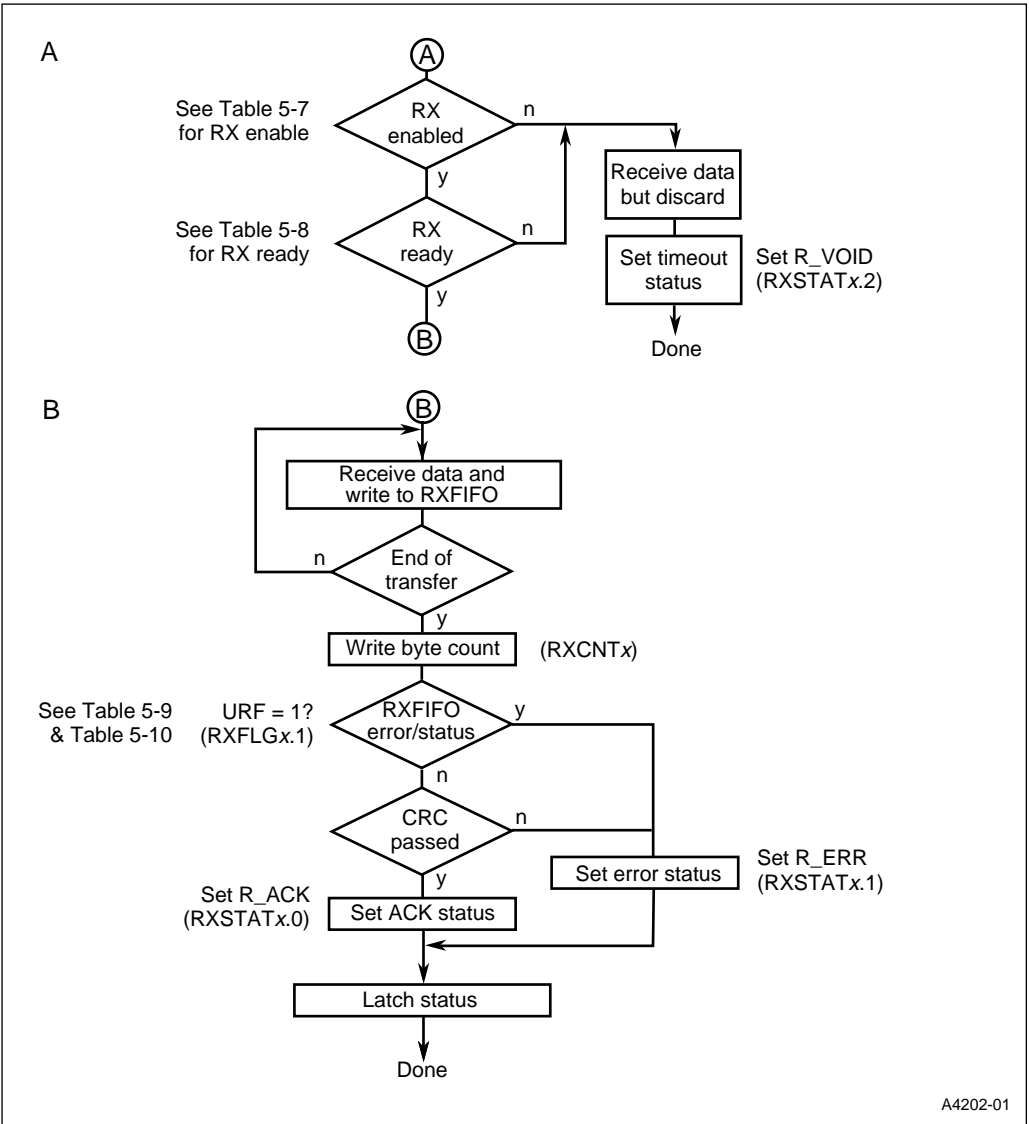 A
A
See Table 5-7
for RX enable
RX
enabled
n
y
Receive data
but discard
See Table 5-8
for RX ready
RX
ready
n
y
Set timeout
status
Set R_VOID
(RXSTATx.2)
B
Done
B
B
Receive data and
write to RXFIFO
n
End of
transfer
y
Write byte count
(RXCNTx)
See Table 5-9
& Table 5-10
URF = 1?
(RXFLGx.1)
RXFIFO
error/status
y
n
CRC
passed
n
y
Set error status
Set R_ERR
(RXSTATx.1)
Set R_ACK
(RXSTATx.0)
Set ACK status
Latch status
Done
A4202-01